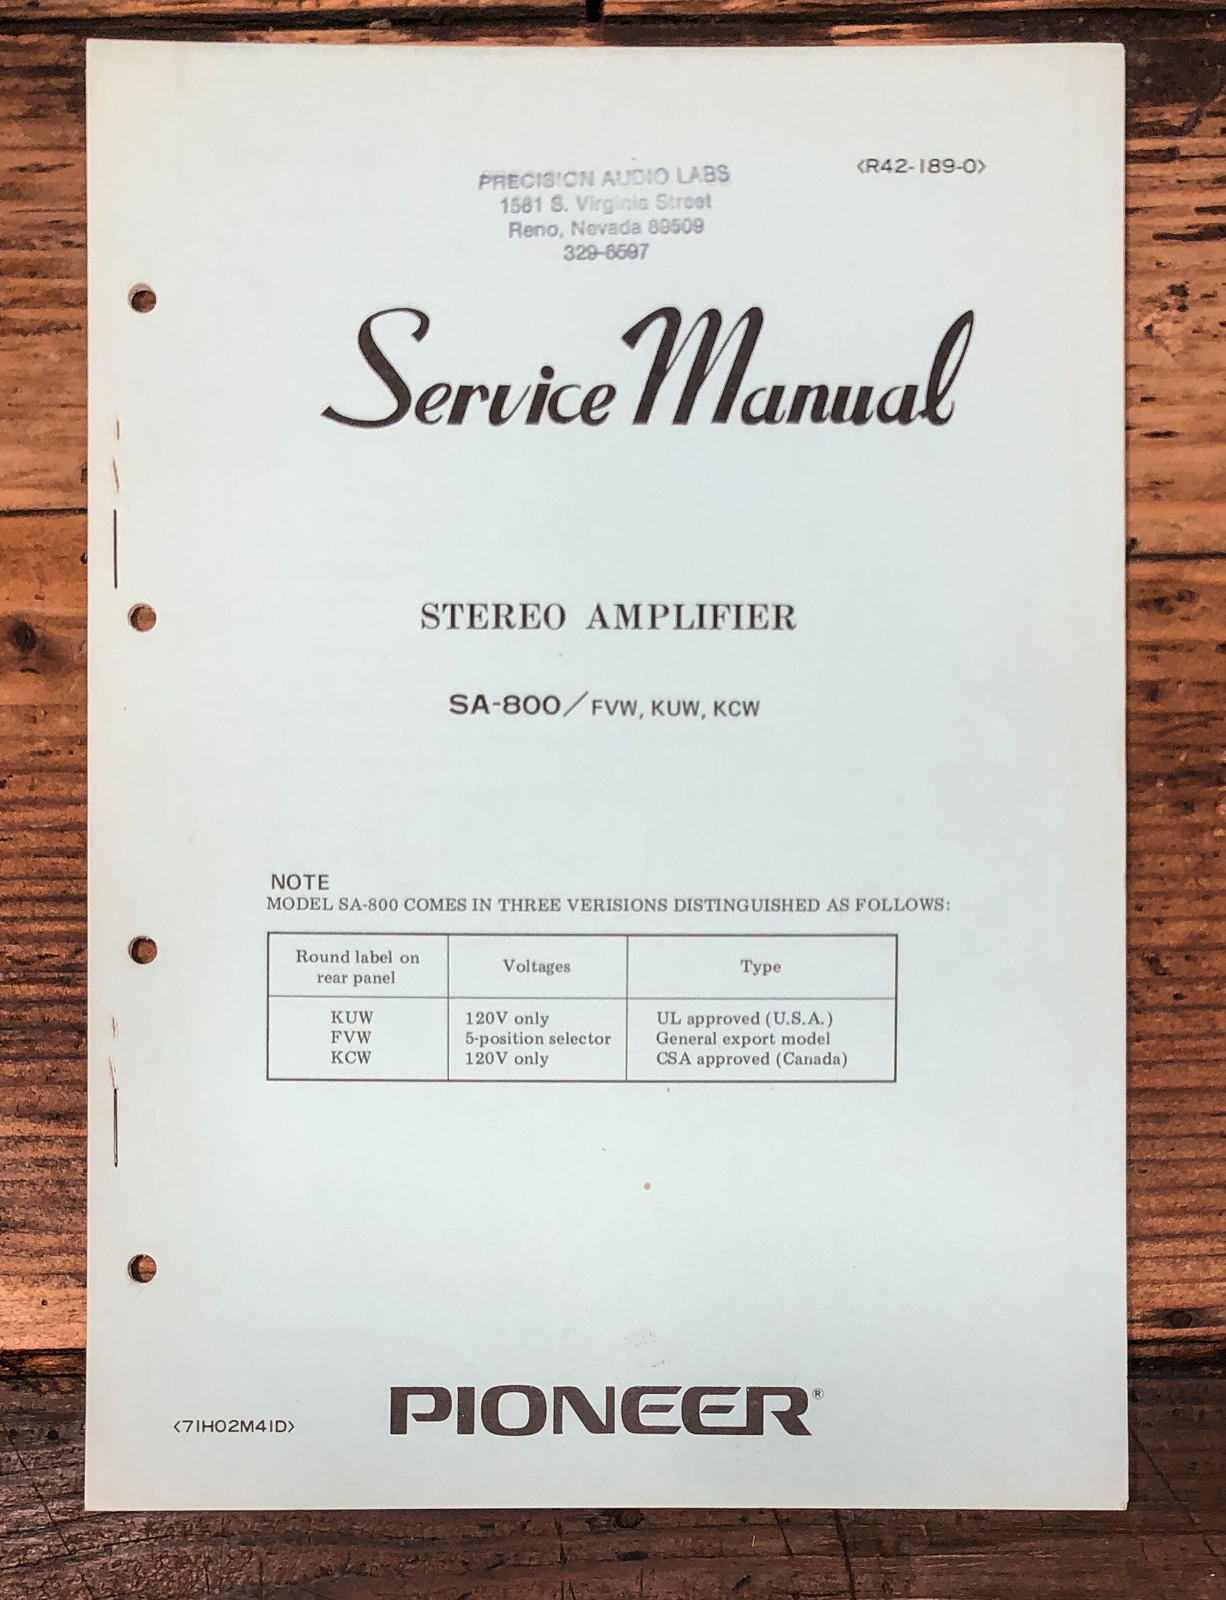 <R42-189-0>
PRECISION AUDIO LABS
1581 S. Virginia Street
Reno, Nevada 89509
329-6597
Service Manual
STEREO AMPLIFIER
SA-800/FVW, KUW, KCW
NOTE
MODEL SA-800 COMES IN THREE VERISIONS DISTINGUISHED AS FOLLOWS:
Round label on rear panel Voltages Type
KUW 120V only UL approved (U.S.A.)
FVW 5-position selector General export model
KCW 120V only CSA approved (Canada)
<71H02M41D>
PIONEER®